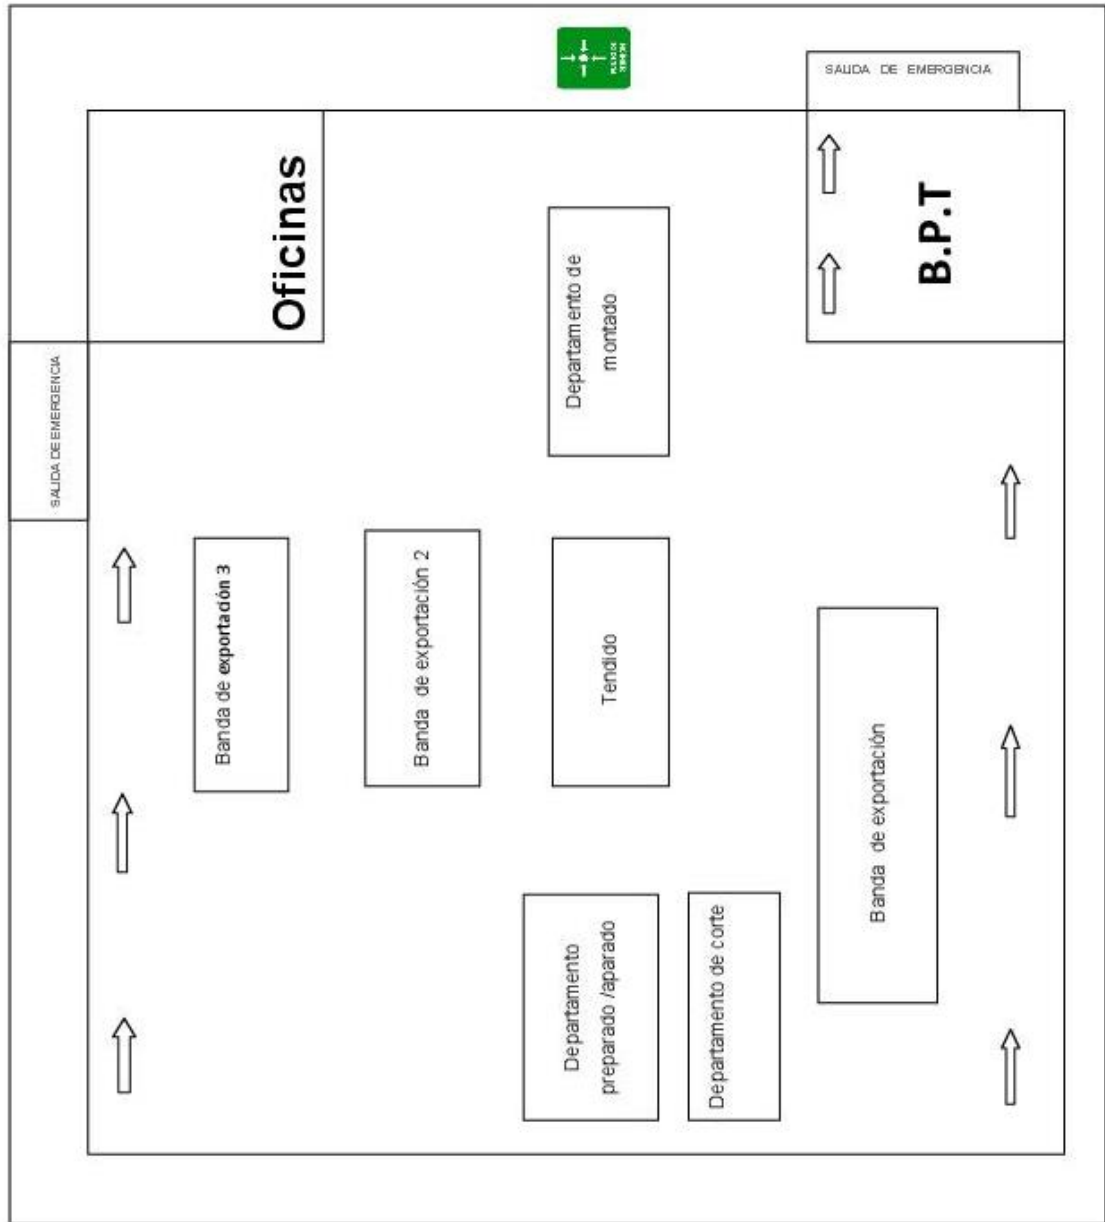 SALIDA DE EMERGENCIA
SALIDA DE EMERGENCIA
Oficinas
B.P.T
Departamento de
montado
Banda de exportación 3
Banda de exportación 2
Tendido
Banda de exportación
Departamento
preparado /aparado
Departamento de corte